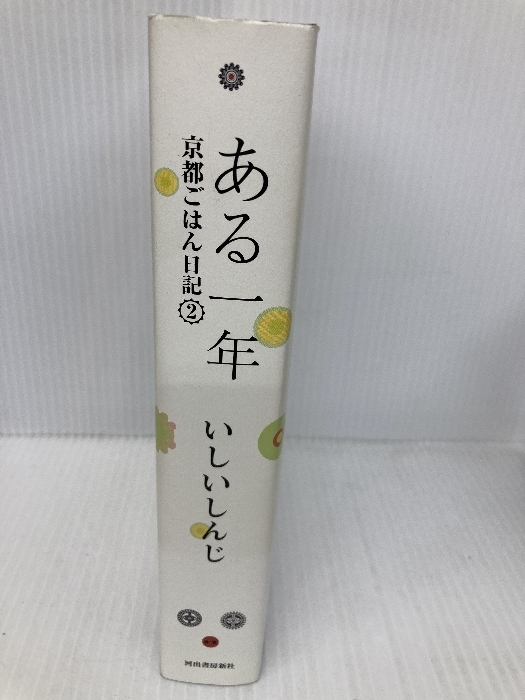 ある一年
京都ごはん日記②
いしいしんじ
河出書房新社